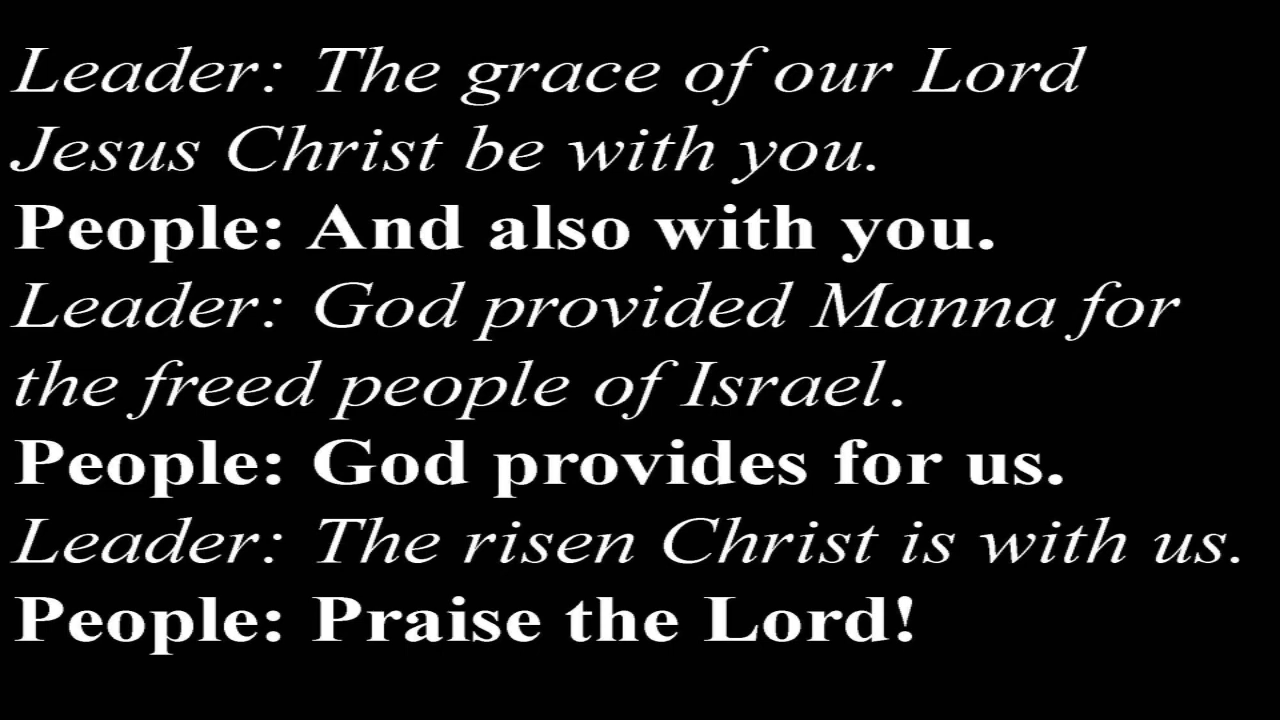 Leader: The grace of our Lord
Jesus Christ be with you.
People: And also with you.
Leader: God provided Manna for
the freed people of Israel.
People: God provides for us.
Leader: The risen Christ is with us.
People: Praise the Lord!